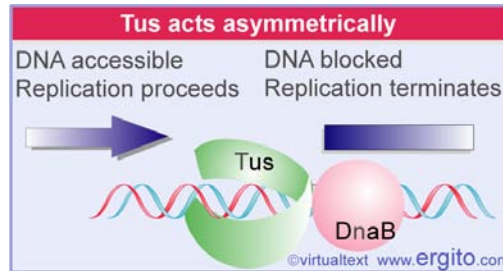 Tus acts asymmetrically
DNA accessible
Replication proceeds
DNA blocked
Replication terminates
Tus
DnaB
©virtualtext www.ergito.com